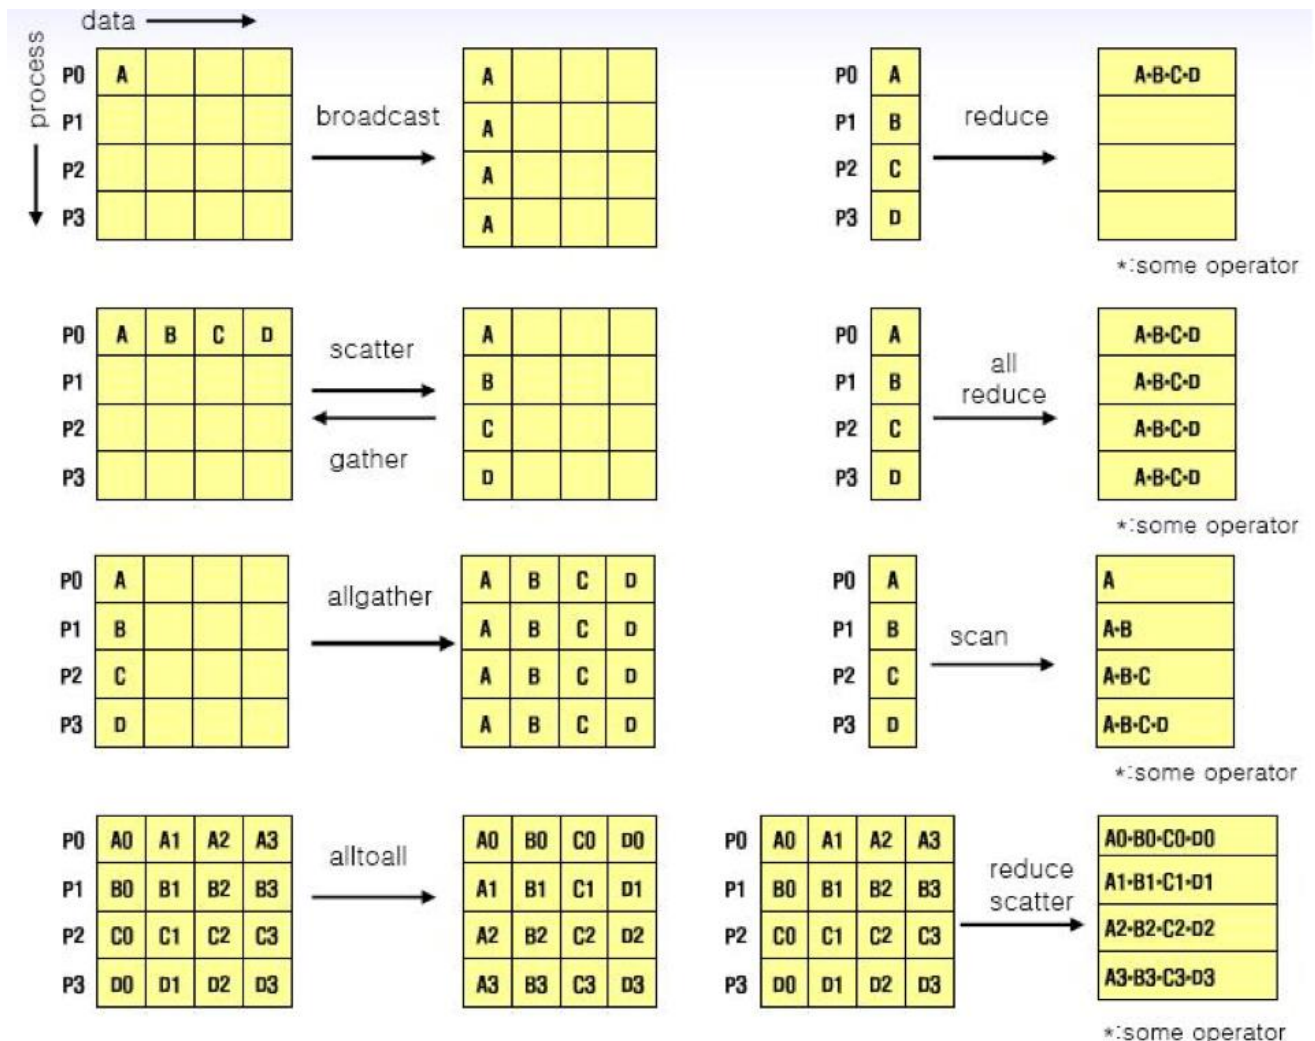 data
process
P0 A
P1
P2
P3
broadcast
A
A
A
A
P0 A
P1 B
P2 C
P3 D
reduce
A*B*C*D
*:some operator
P0 A B C D
P1
P2
P3
scatter
gather
A
B
C
D
P0 A
P1 B
P2 C
P3 D
all
reduce
A*B*C*D
A*B*C*D
A*B*C*D
A*B*C*D
*:some operator
P0 A
P1 B
P2 C
P3 D
allgather
A B C D
A B C D
A B C D
A B C D
P0 A
P1 B
P2 C
P3 D
scan
A
A*B
A*B*C
A*B*C*D
*:some operator
P0 A0 A1 A2 A3
P1 B0 B1 B2 B3
P2 C0 C1 C2 C3
P3 D0 D1 D2 D3
alltoall
A0 B0 C0 D0
A1 B1 C1 D1
A2 B2 C2 D2
A3 B3 C3 D3
P0 A0 A1 A2 A3
P1 B0 B1 B2 B3
P2 C0 C1 C2 C3
P3 D0 D1 D2 D3
reduce
scatter
A0*B0*C0*D0
A1*B1*C1*D1
A2*B2*C2*D2
A3*B3*C3*D3
*:some operator